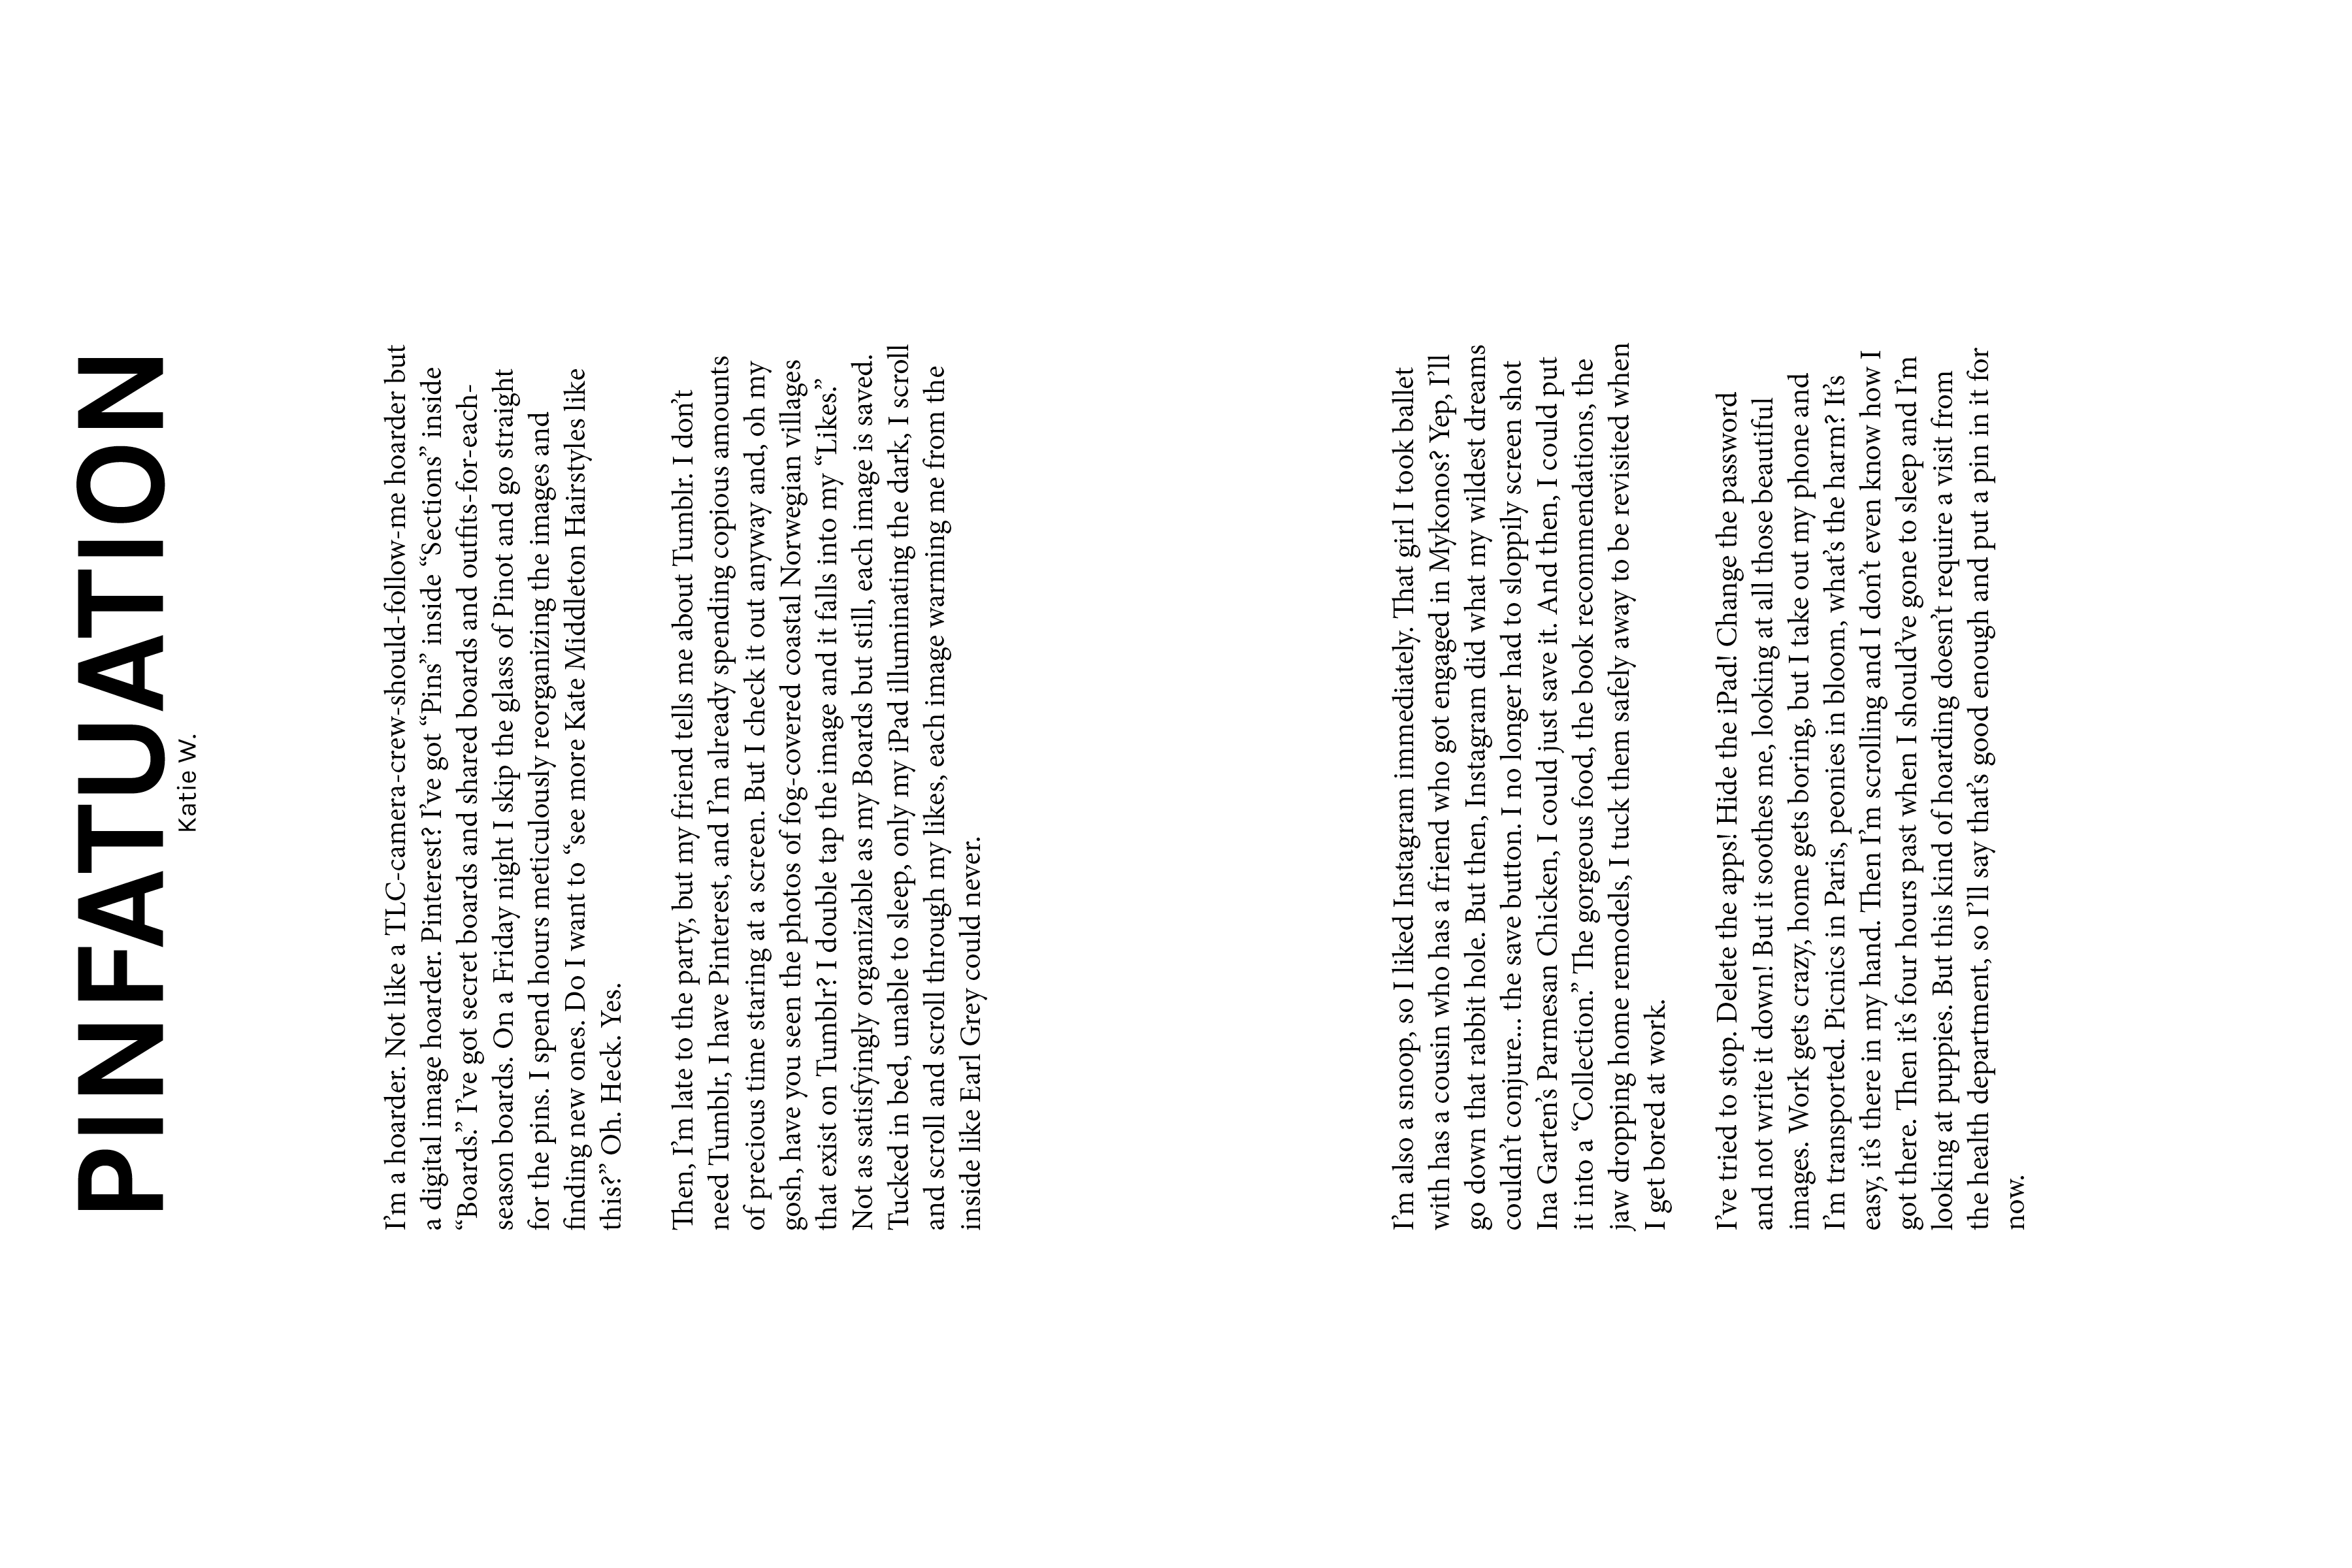 PINFATUATION
Katie W.
I’m a hoarder. Not like a TLC-camera-crew-should-follow-me hoarder but
a digital image hoarder. Pinterest? I’ve got “Pins” inside “Sections” inside
“Boards.” I’ve got secret boards and shared boards and outfits-for-each-
season boards. On a Friday night I skip the glass of Pinot and go straight
for the pins. I spend hours meticulously reorganizing the images and
finding new ones. Do I want to “see more Kate Middleton Hairstyles like
this?” Oh. Heck. Yes.
Then, I’m late to the party, but my friend tells me about Tumblr. I don’t
need Tumblr, I have Pinterest, and I’m already spending copious amounts
of precious time staring at a screen. But I check it out anyway and, oh my
gosh, have you seen the photos of fog-covered coastal Norwegian villages
that exist on Tumblr? I double tap the image and it falls into my “Likes.”
Not as satisfyingly organizable as my Boards but still, each image is saved.
Tucked in bed, unable to sleep, only my iPad illuminating the dark, I scroll
and scroll and scroll through my likes, each image warming me from the
inside like Earl Grey could never.
I’m also a snoop, so I liked Instagram immediately. That girl I took ballet
with has a cousin who has a friend who got engaged in Mykonos? Yep, I’ll
go down that rabbit hole. But then, Instagram did what my wildest dreams
couldn’t conjure... the save button. I no longer had to sloppily screen shot
Ina Garten’s Parmesan Chicken, I could just save it. And then, I could put
it into a “Collection.” The gorgeous food, the book recommendations, the
jaw dropping home remodels, I tuck them safely away to be revisited when
I get bored at work.
I’ve tried to stop. Delete the apps! Hide the iPad! Change the password
and not write it down! But it soothes me, looking at all those beautiful
images. Work gets crazy, home gets boring, but I take out my phone and
I’m transported. Picnics in Paris, peonies in bloom, what’s the harm? It’s
easy, it’s there in my hand. Then I’m scrolling and I don’t even know how I
got there. Then it’s four hours past when I should’ve gone to sleep and I’m
looking at puppies. But this kind of hoarding doesn’t require a visit from
the health department, so I’ll say that’s good enough and put a pin in it for
now.